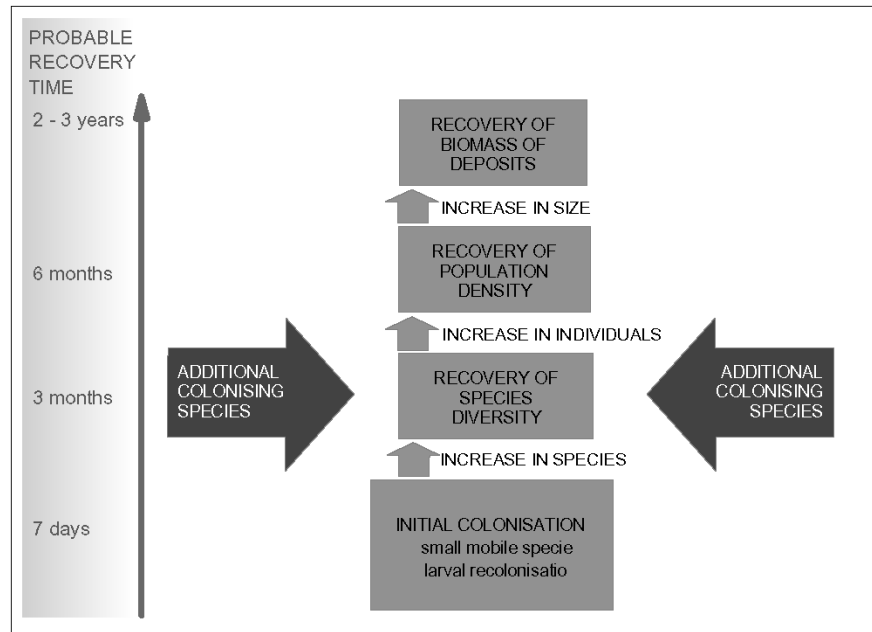 PROBABLE
RECOVERY
TIME
2 - 3 years
6 months
3 months
7 days
RECOVERY OF
BIOMASS OF
DEPOSITS
INCREASE IN SIZE
RECOVERY OF
POPULATION
DENSITY
INCREASE IN INDIVIDUALS
ADDITIONAL
COLONISING
SPECIES
RECOVERY OF
SPECIES
DIVERSITY
ADDITIONAL
COLONISING
SPECIES
INCREASE IN SPECIES
INITIAL COLONISATION
small mobile specie
larval recolonisatio